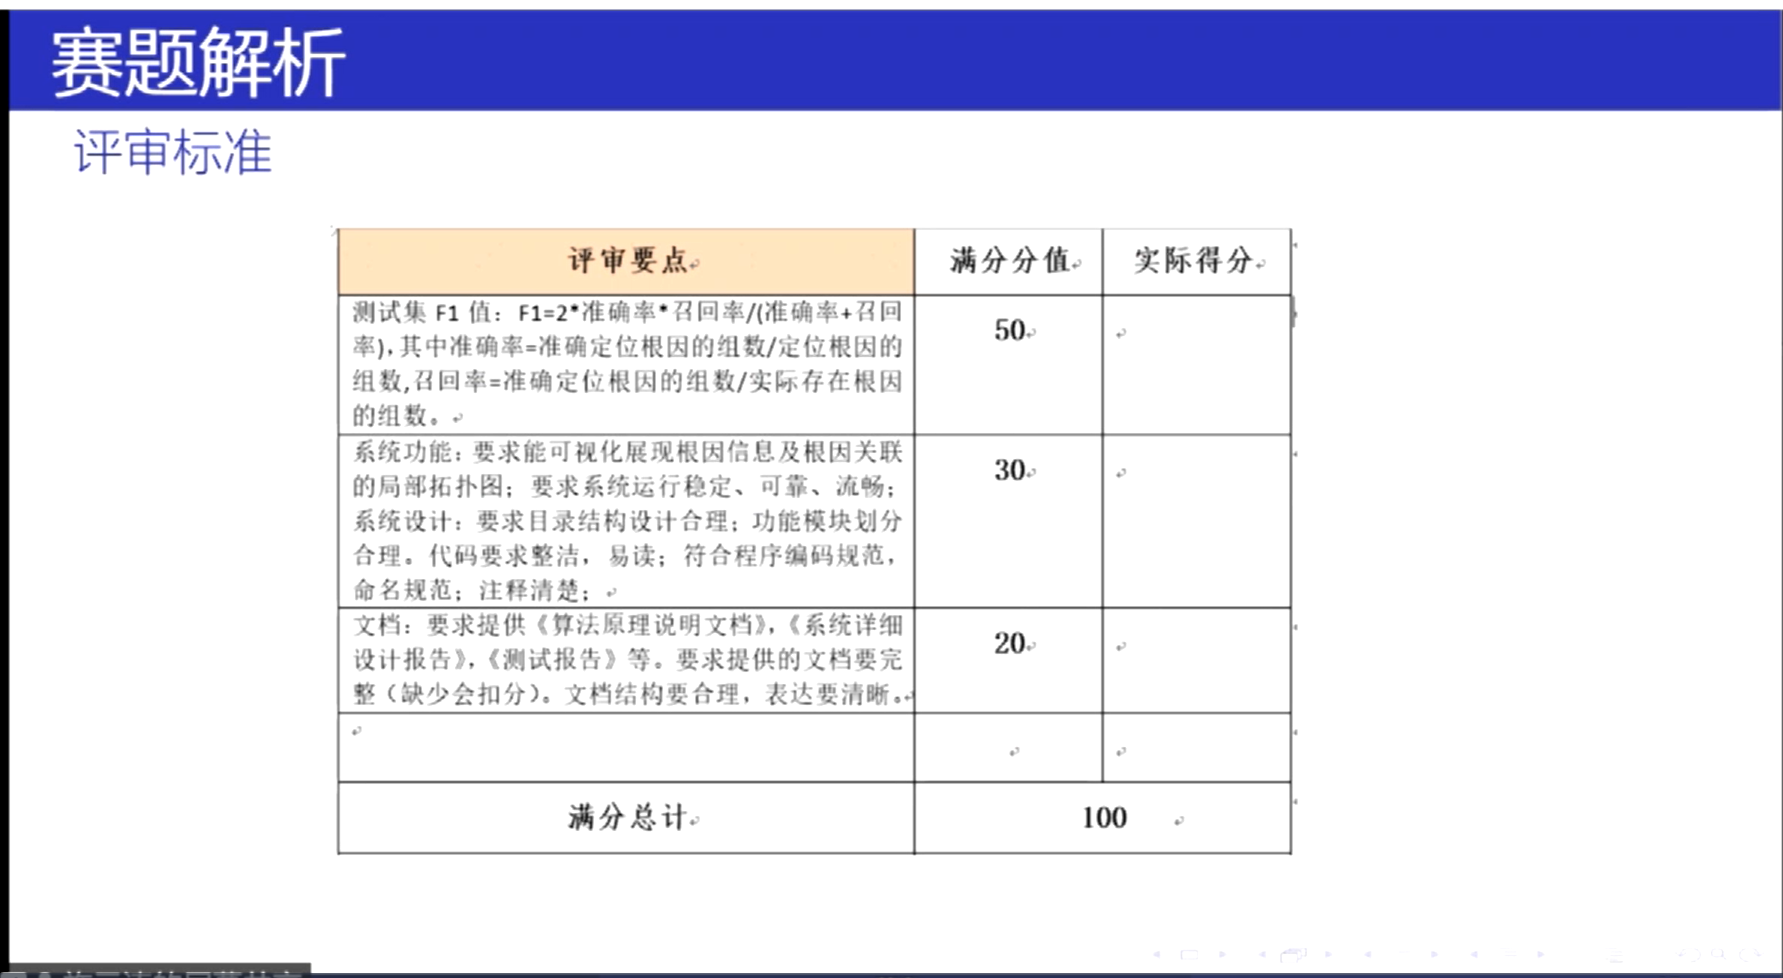 赛题解析
评审标准
评审要点 满分分值 实际得分
测试集 F1 值：F1=2*准确率*召回率/(准确率+召回
率),其中准确率=准确定位根因的组数/定位根因的
组数,召回率=准确定位根因的组数/实际存在根因
的组数。
50
系统功能：要求能可视化展现根因信息及根因关联
的局部拓扑图；要求系统运行稳定、可靠、流畅；
系统设计：要求目录结构设计合理；功能模块划分
合理。代码要求整洁，易读；符合程序编码规范，
命名规范；注释清楚；
30
文档：要求提供《算法原理说明文档》，《系统详细
设计报告》，《测试报告》等。要求提供的文档要完
整（缺少会扣分）。文档结构要合理，表达要清晰。
20
满分总计 100